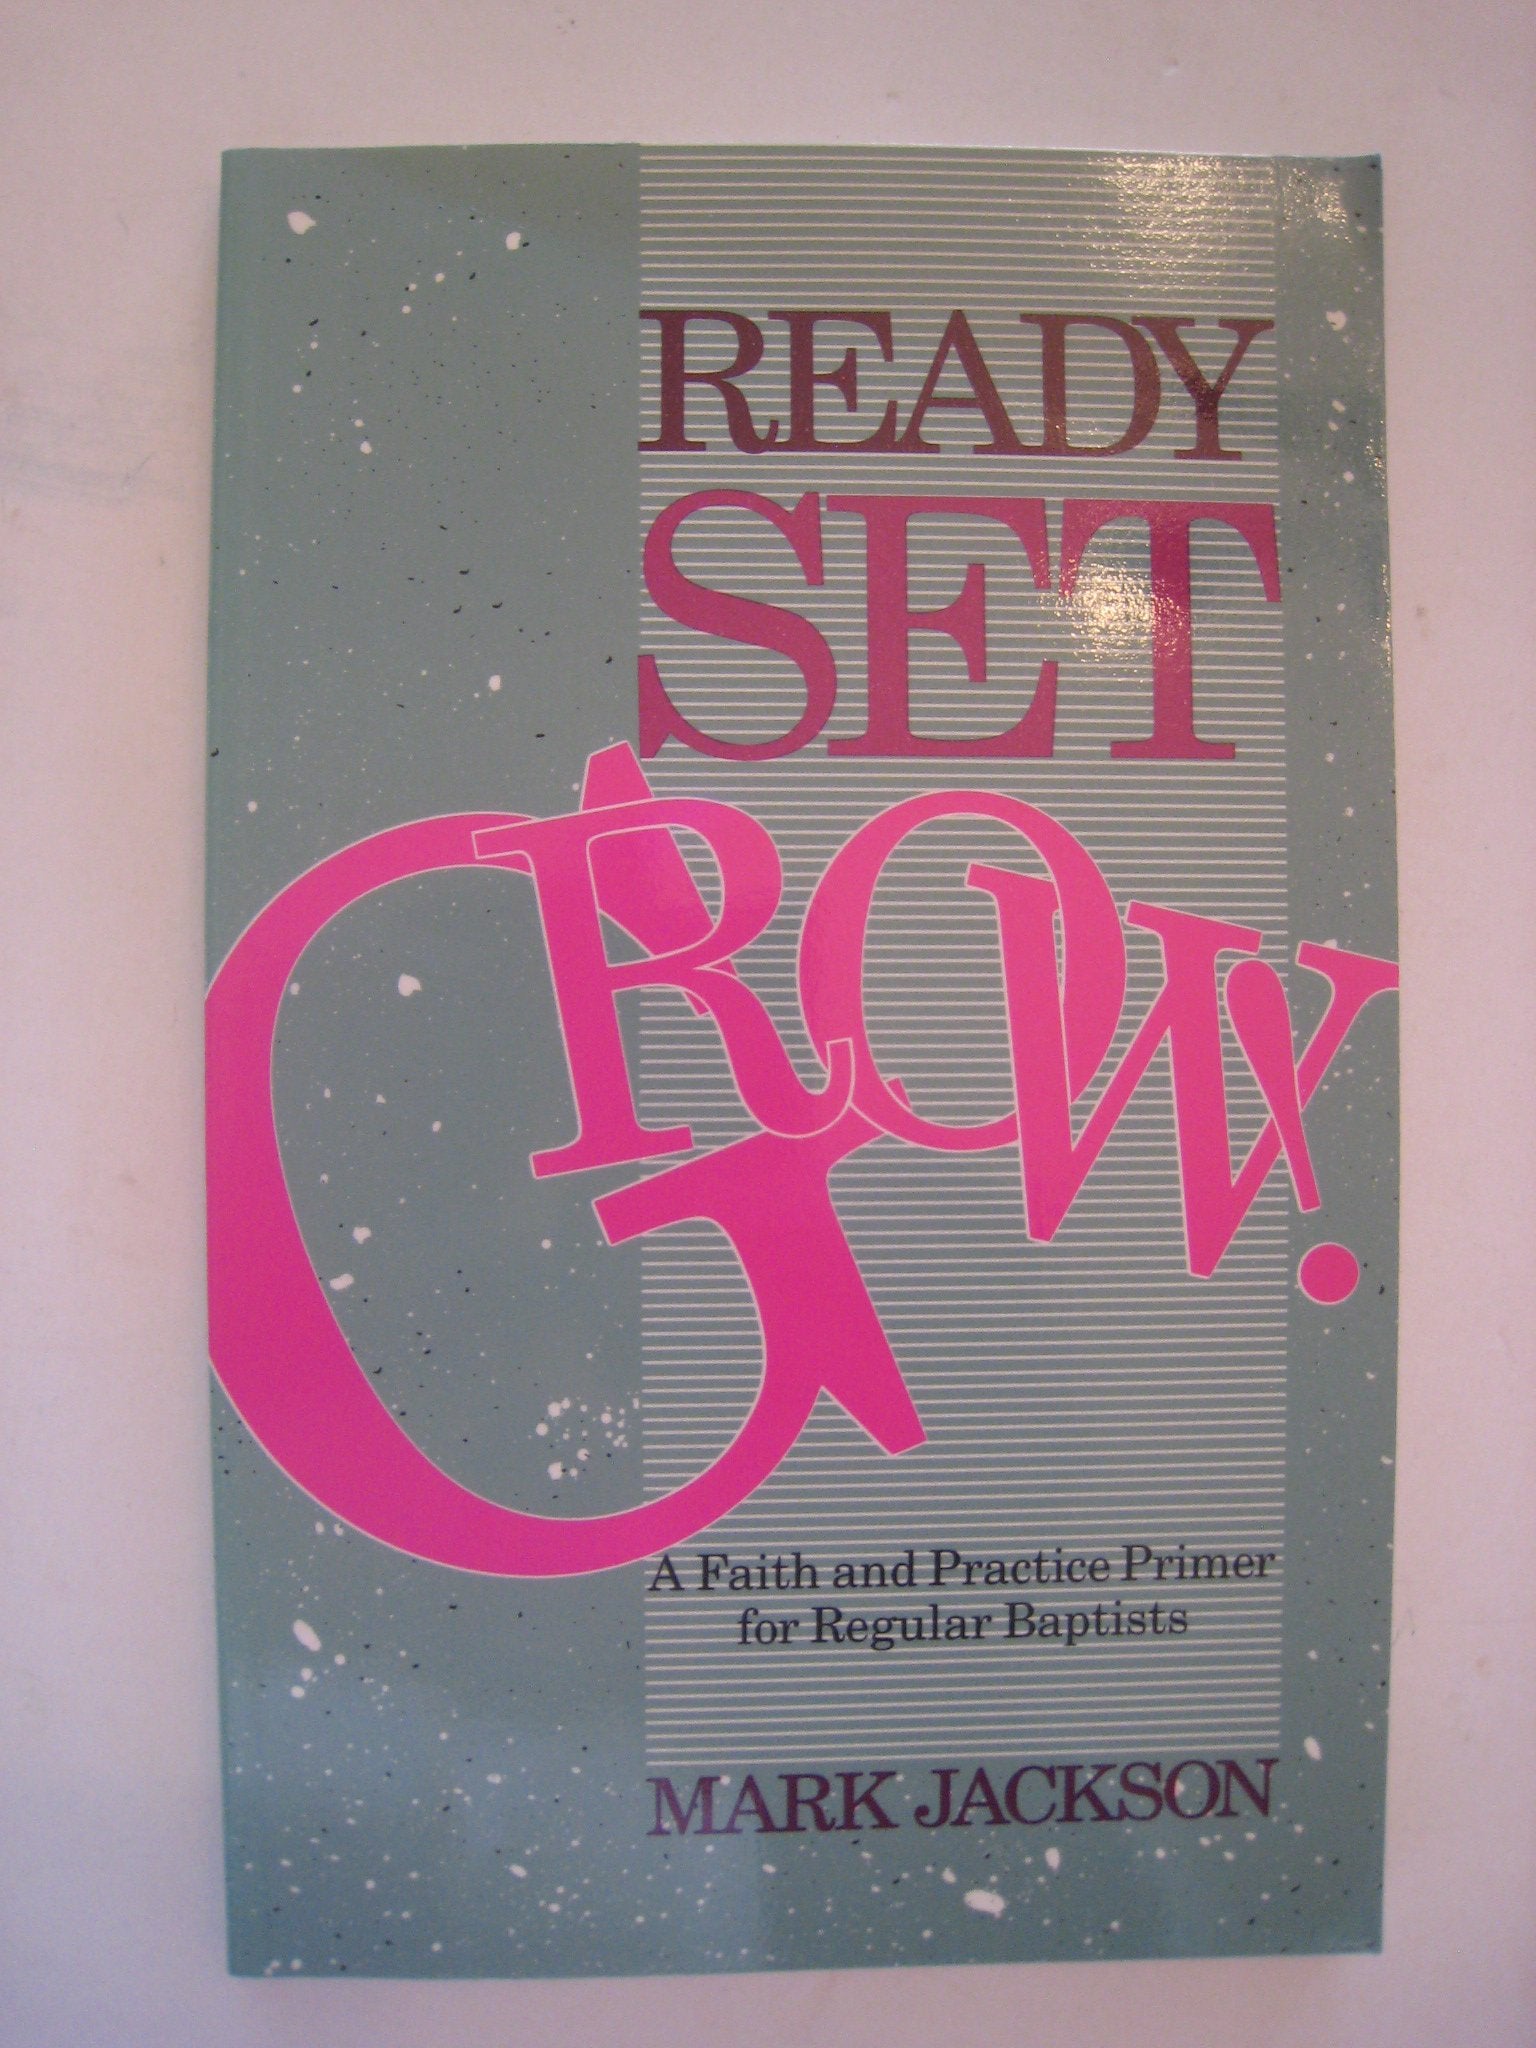 READY
SET
GROW!
A Faith and Practice Primer
for Regular Baptists
MARK JACKSON